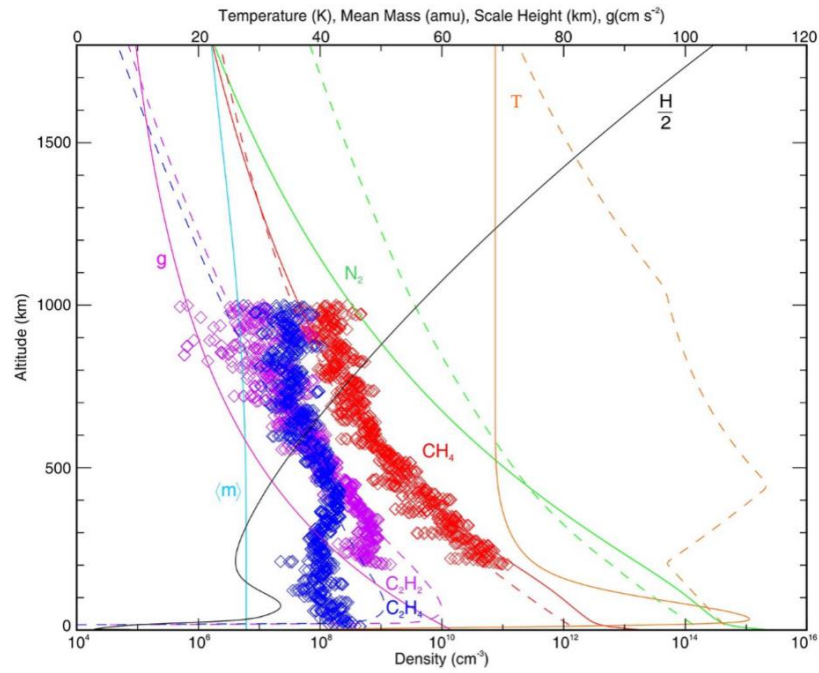 Temperature (K), Mean Mass (amu), Scale Height (km), g(cm s⁻²)
0 20 40 60 80 100 120
T
H
2
1500
g
N₂
1000
Altitude (km)
CH₄
500
⟨m⟩
C₂H₂
C₂H₄
0
10⁴ 10⁶ 10⁸ 10¹⁰ 10¹² 10¹⁴ 10¹⁶
Density (cm⁻³)